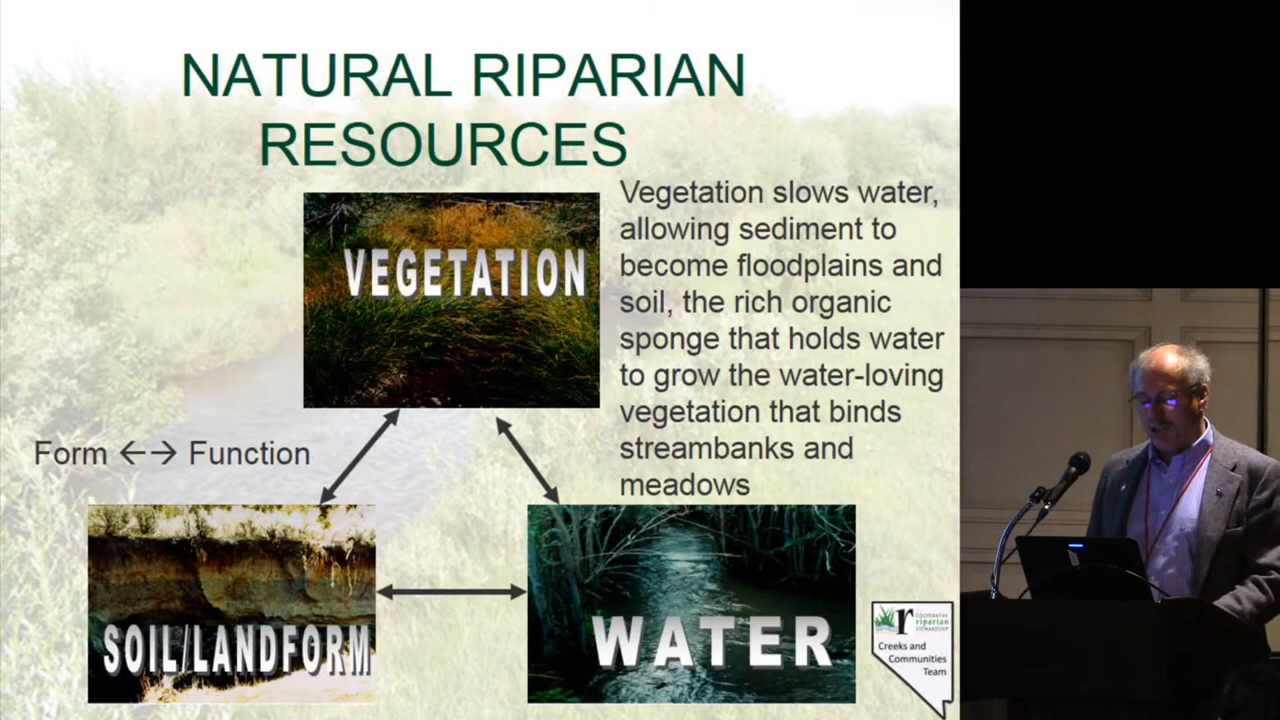 NATURAL RIPARIAN
RESOURCES
VEGETATION
Vegetation slows water,
allowing sediment to
become floodplains and
soil, the rich organic
sponge that holds water
to grow the water-loving
vegetation that binds
streambanks and
meadows
Form ←→ Function
SOIL/LANDFORM
WATER
r
COOPERATIVE
riparian
STEWARDSHIP
Creeks and
Communities
Team